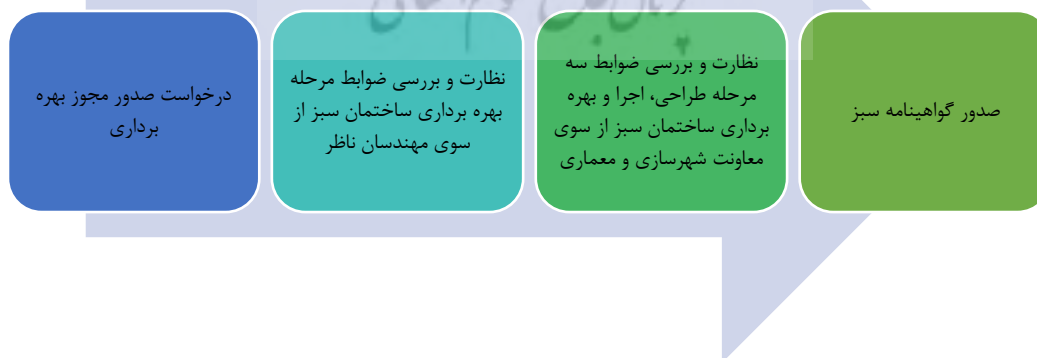 درخواست صدور مجوز بهره
برداری
نظارت و بررسی ضوابط مرحله
بهره برداری ساختمان سبز از
سوی مهندسان ناظر
نظارت و بررسی ضوابط سه
مرحله طراحی، اجرا و بهره
برداری ساختمان سبز از سوی
معاونت شهرسازی و معماری
صدور گواهینامه سبز